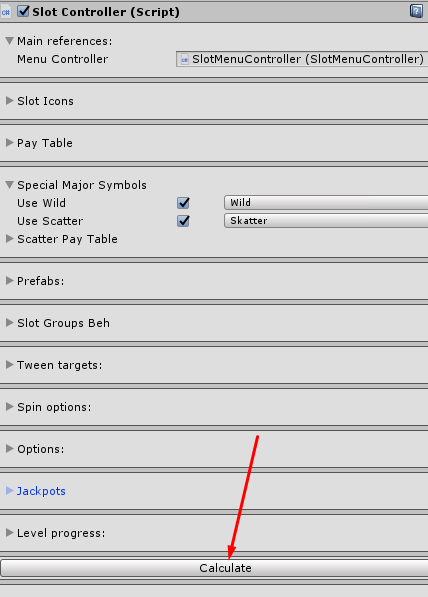 Slot Controller (Script)
Main references:
Menu Controller SlotMenuController (SlotMenuController)
Slot Icons
Pay Table
Special Major Symbols
Use Wild Wild
Use Scatter Skatter
Scatter Pay Table
Prefabs:
Slot Groups Beh
Tween targets:
Spin options:
Options:
Jackpots
Level progress:
Calculate